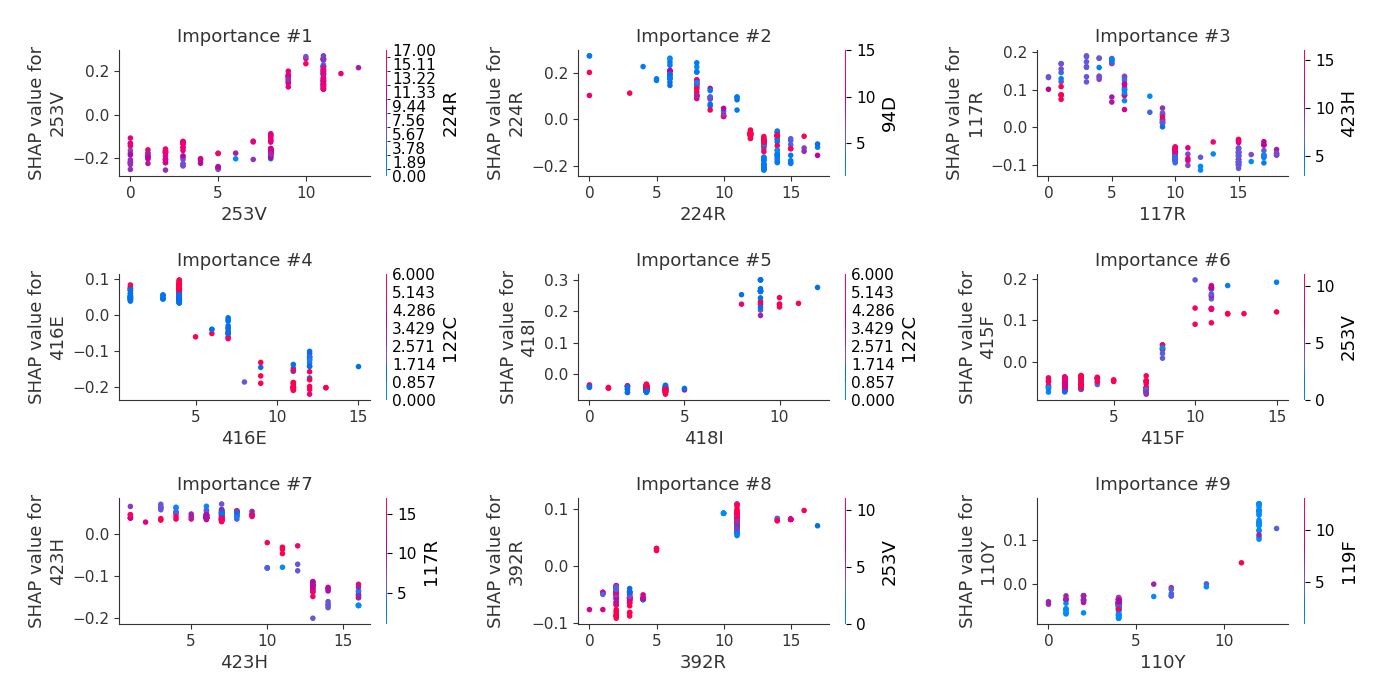 Importance #1
SHAP value for
253V
0.2
0.0
−0.2
0
5
10
253V
17.00
15.11
13.22
11.33
9.44
7.56
5.67
3.78
1.89
0.00
224R
Importance #2
SHAP value for
224R
0.2
0.0
−0.2
0
5
10
15
224R
15
10
5
94D
Importance #3
SHAP value for
117R
0.2
0.1
0.0
−0.1
0
5
10
15
117R
15
10
5
423H
Importance #4
SHAP value for
416E
0.1
0.0
−0.1
−0.2
5
10
15
416E
6.000
5.143
4.286
3.429
2.571
1.714
0.857
0.000
122C
Importance #5
SHAP value for
418I
0.3
0.2
0.1
0.0
0
5
10
418I
6.000
5.143
4.286
3.429
2.571
1.714
0.857
0.000
122C
Importance #6
SHAP value for
415F
0.2
0.1
0.0
5
10
15
415F
10
5
0
253V
Importance #7
SHAP value for
423H
0.0
−0.1
−0.2
5
10
15
423H
15
10
5
117R
Importance #8
SHAP value for
392R
0.1
0.0
−0.1
0
5
10
15
392R
10
5
0
253V
Importance #9
SHAP value for
110Y
0.1
0.0
0
5
10
110Y
10
5
119F